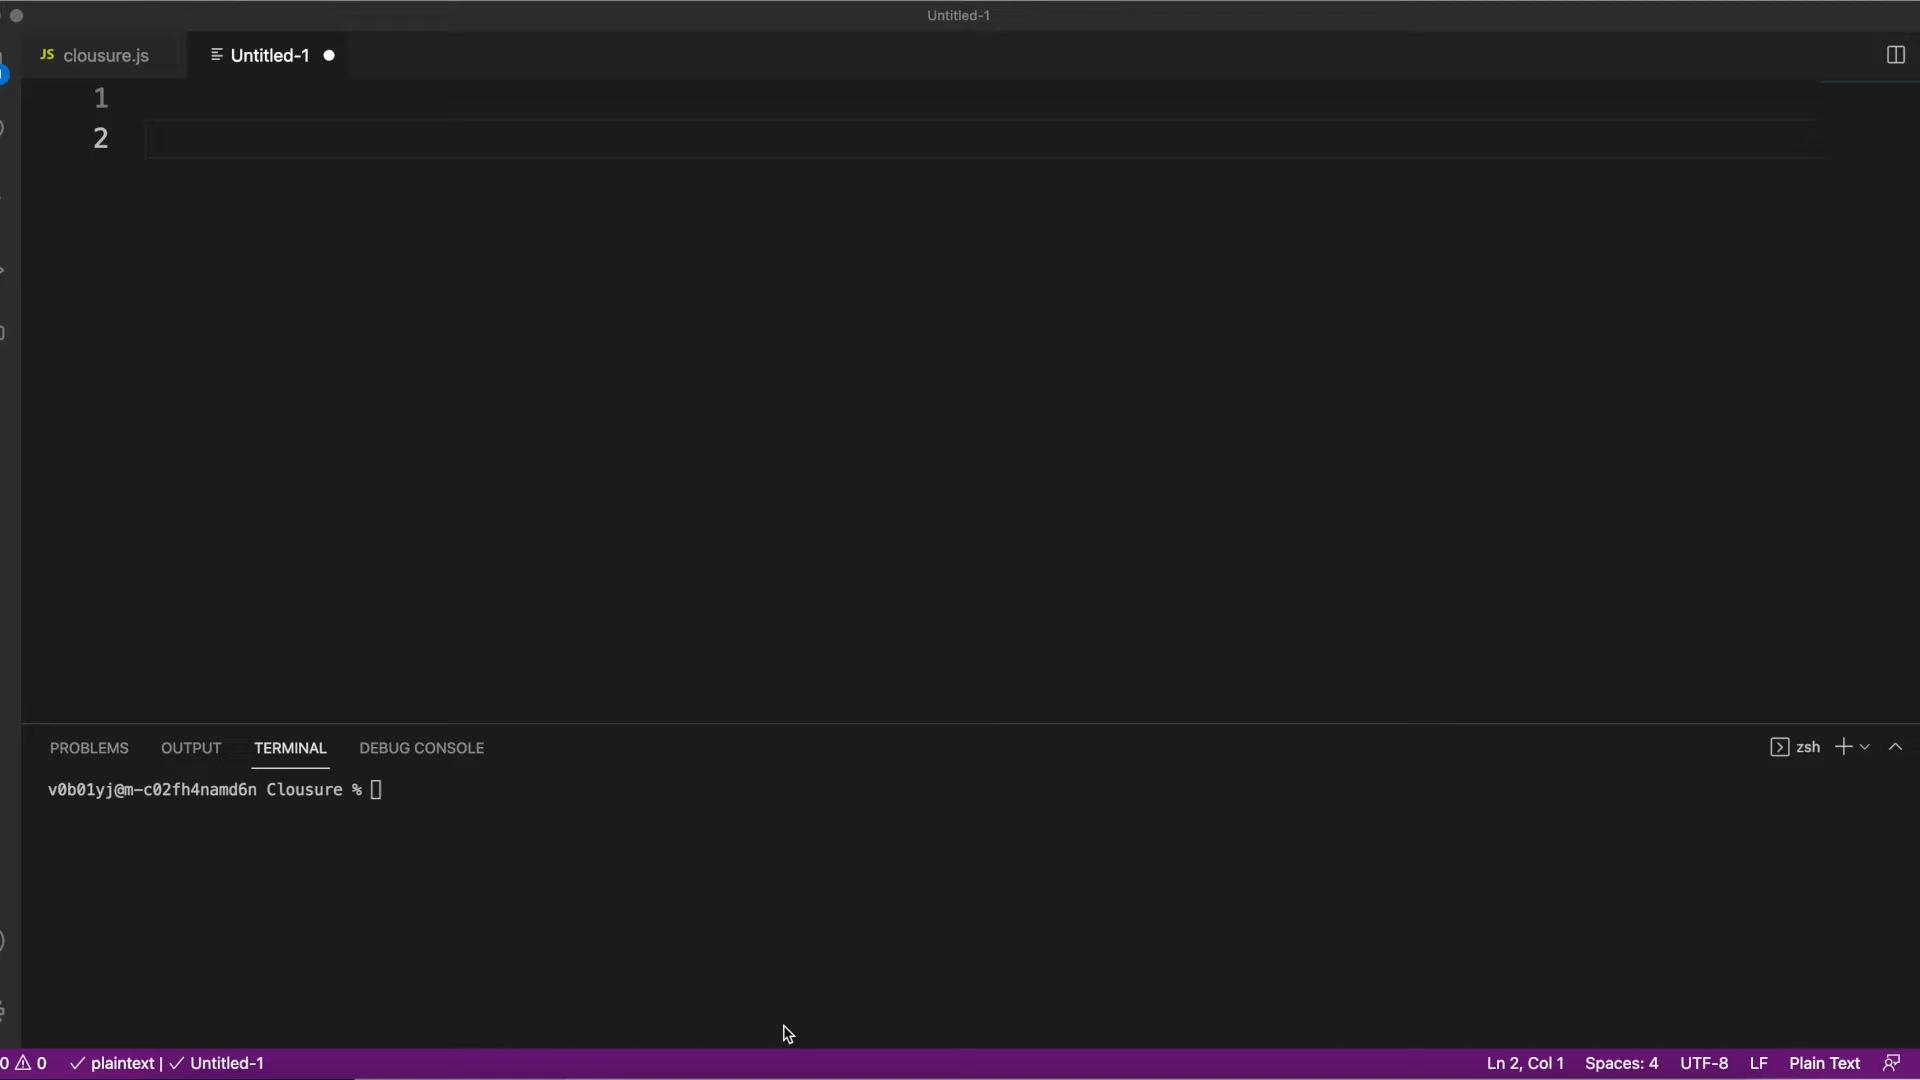 Untitled-1
JS clousure.js Untitled-1
1
2
PROBLEMS OUTPUT TERMINAL DEBUG CONSOLE zsh
v0b01yj@m-c02fh4namd6n Clousure %
0 0 plaintext | Untitled-1 Ln 2, Col 1 Spaces: 4 UTF-8 LF Plain Text